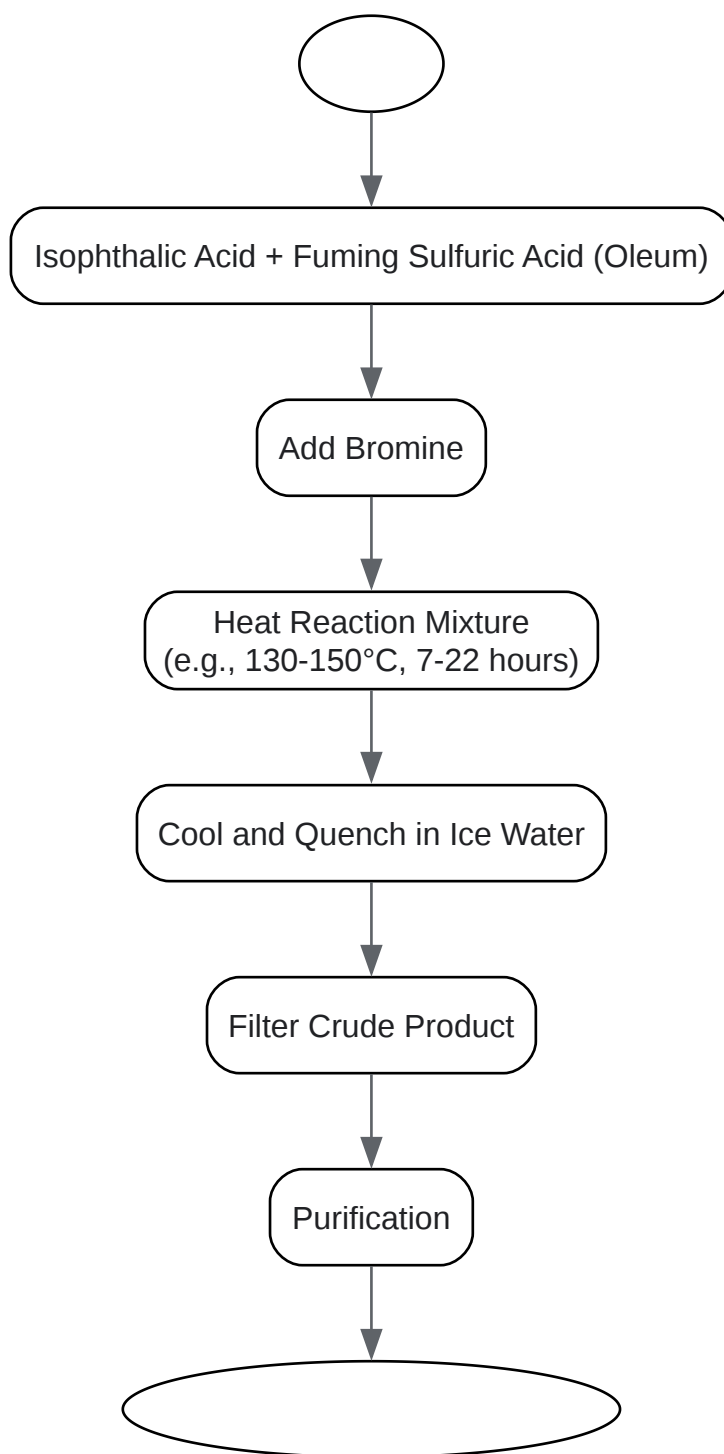 Isophthalic Acid + Fuming Sulfuric Acid (Oleum)
Add Bromine
Heat Reaction Mixture
(e.g., 130-150°C, 7-22 hours)
Cool and Quench in Ice Water
Filter Crude Product
Purification